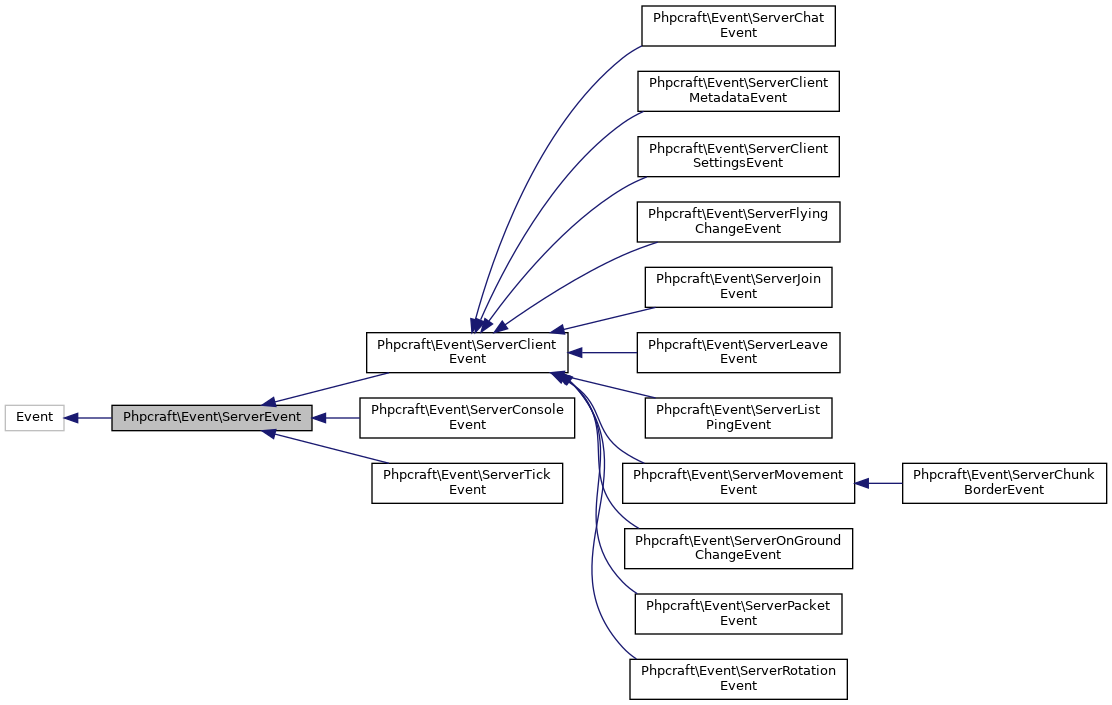 Phpcraft\Event\ServerChat
Event
Phpcraft\Event\ServerClient
MetadataEvent
Phpcraft\Event\ServerClient
SettingsEvent
Phpcraft\Event\ServerFlying
ChangeEvent
Phpcraft\Event\ServerJoin
Event
Phpcraft\Event\ServerClient
Event
Phpcraft\Event\ServerLeave
Event
Event
Phpcraft\Event\ServerEvent
Phpcraft\Event\ServerConsole
Event
Phpcraft\Event\ServerList
PingEvent
Phpcraft\Event\ServerTick
Event
Phpcraft\Event\ServerMovement
Event
Phpcraft\Event\ServerChunk
BorderEvent
Phpcraft\Event\ServerOnGround
ChangeEvent
Phpcraft\Event\ServerPacket
Event
Phpcraft\Event\ServerRotation
Event